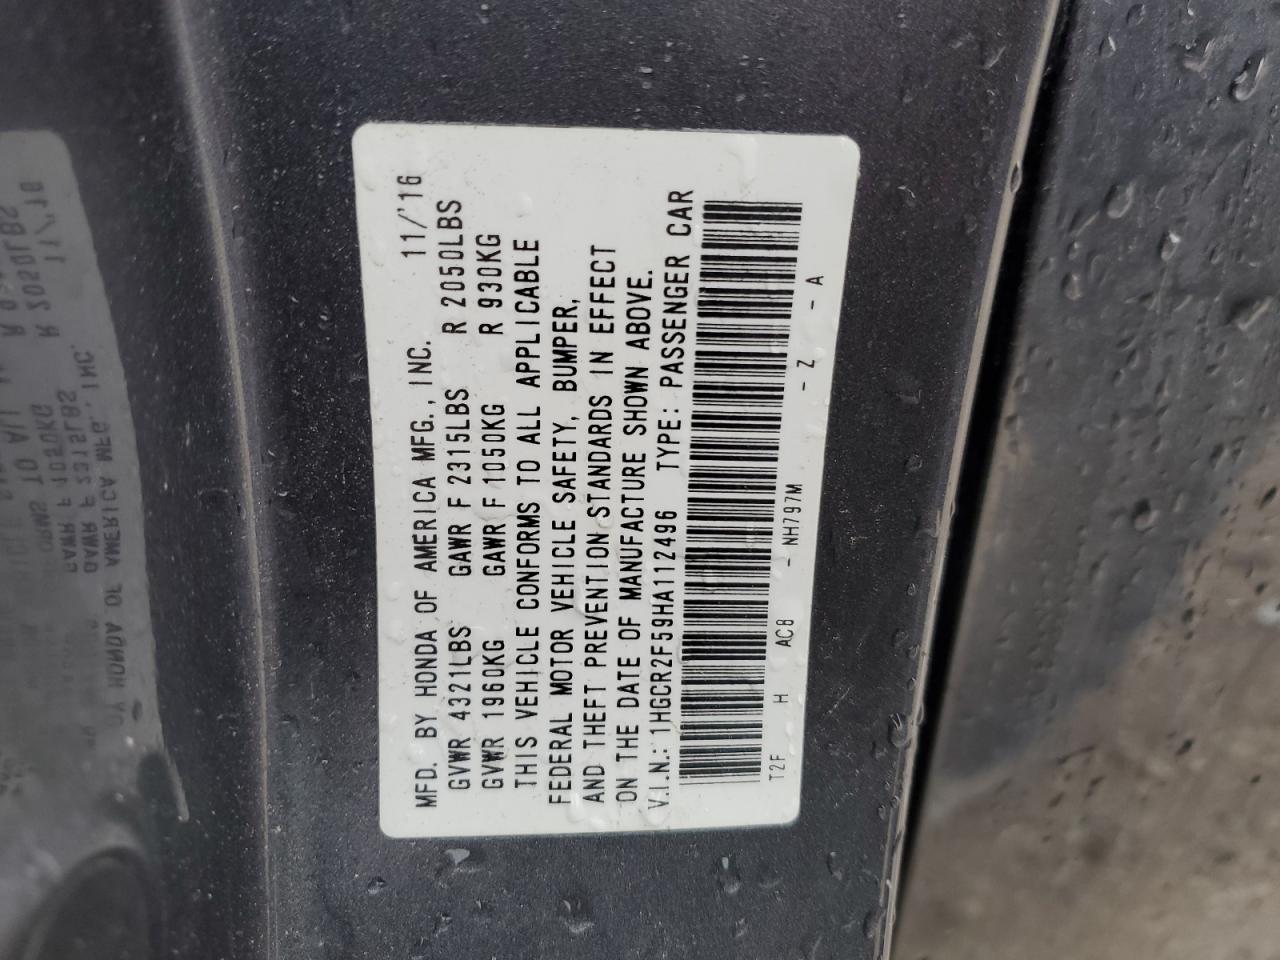 MFD. BY HONDA OF AMERICA MFG., INC. 11/'16
GVWR 4321LBS GAWR F 2315LBS R 2050LBS
GVWR 1960KG GAWR F 1050KG R 930KG
THIS VEHICLE CONFORMS TO ALL APPLICABLE
FEDERAL MOTOR VEHICLE SAFETY, BUMPER,
AND THEFT PREVENTION STANDARDS IN EFFECT
ON THE DATE OF MANUFACTURE SHOWN ABOVE.
V.I.N.: 1HGCR2F59HA112496 TYPE: PASSENGER CAR
T2F H AC8 - NH797M - Z - A